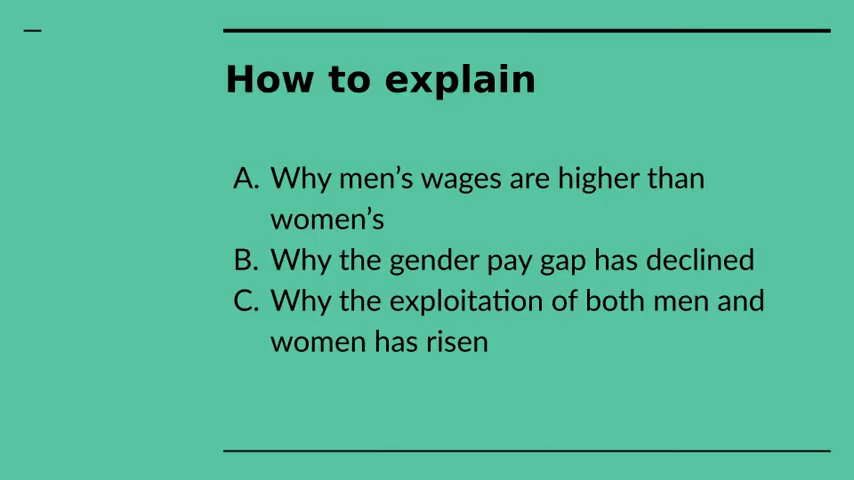 How to explain
A. Why men’s wages are higher than
women’s
B. Why the gender pay gap has declined
C. Why the exploitation of both men and
women has risen